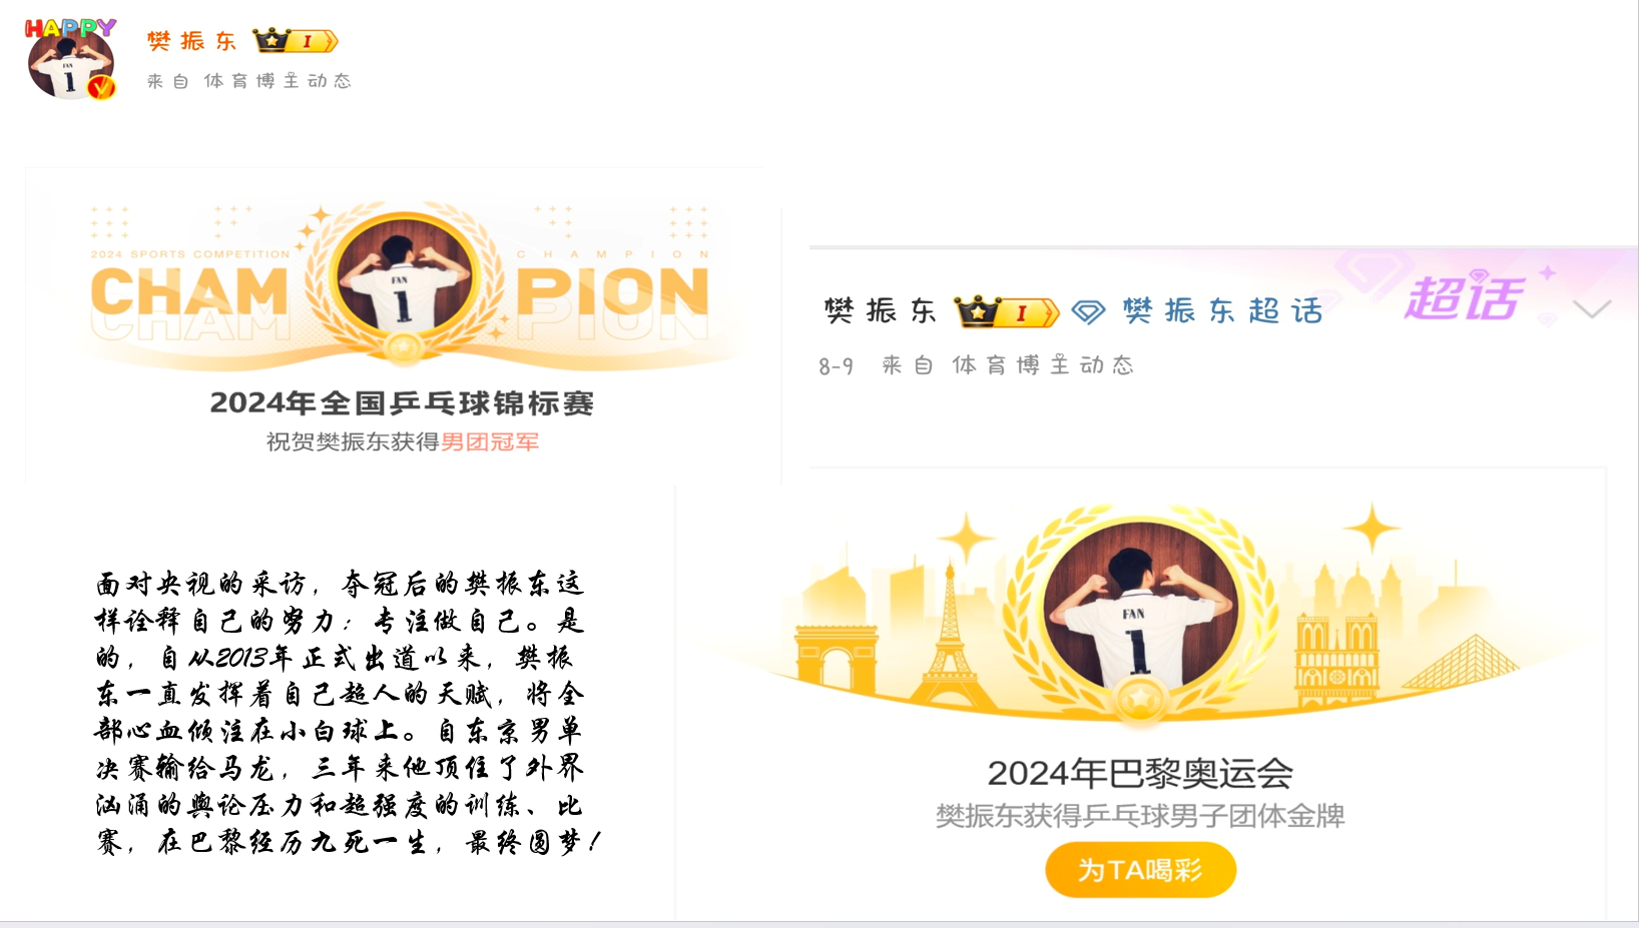 HAPPY
樊振东 I
来自 体育博主动态
2024 SPORTS COMPETITION
CHAMPION
CHAMPION
CHAMPION
FAN
1
2024年全国乒乓球锦标赛
祝贺樊振东获得男团冠军
樊振东 I 樊振东超话
超话
8-9 来自 体育博主动态
面对央视的采访，夺冠后的樊振东这
样诠释自己的努力：专注做自己。是
的，自从2013年正式出道以来，樊振
东一直发挥着自己超人的天赋，将全
部心血倾注在小白球上。自东京男单
决赛输给马龙，三年来他顶住了外界
汹涌的舆论压力和超强度的训练、比
赛，在巴黎经历九死一生，最终圆梦！
FAN
1
2024年巴黎奥运会
樊振东获得乒乓球男子团体金牌
为TA喝彩